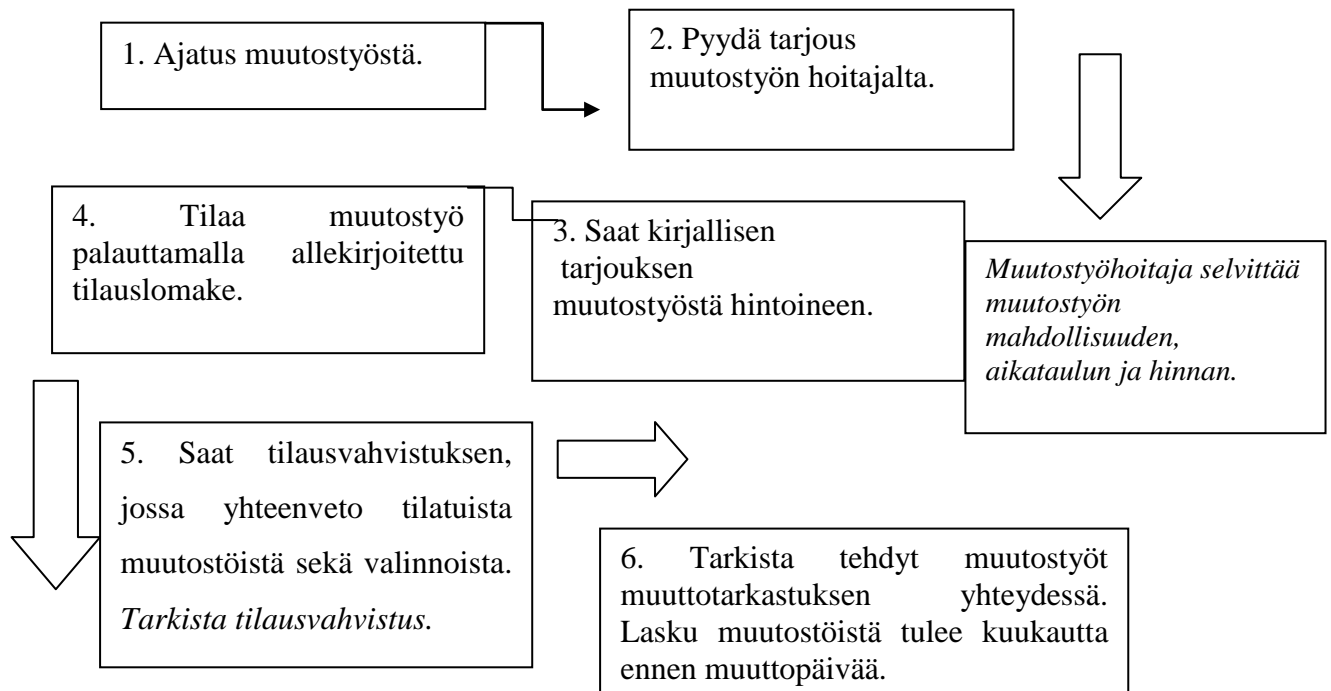 1. Ajatus muutostyöstä.
2. Pyydä tarjous
muutostyön hoitajalta.
Muutostyöhoitaja selvittää
muutostyön
mahdollisuuden,
aikataulun ja hinnan.
3. Saat kirjallisen
tarjouksen
muutostyöstä hintoineen.
4. Tilaa muutostyö
palauttamalla allekirjoitettu
tilauslomake.
5. Saat tilausvahvistuksen,
jossa yhteenveto tilatuista
muutostöistä sekä valinnoista.
Tarkista tilausvahvistus.
6. Tarkista tehdyt muutostyöt
muuttotarkastuksen yhteydessä.
Lasku muutostöistä tulee kuukautta
ennen muuttopäivää.